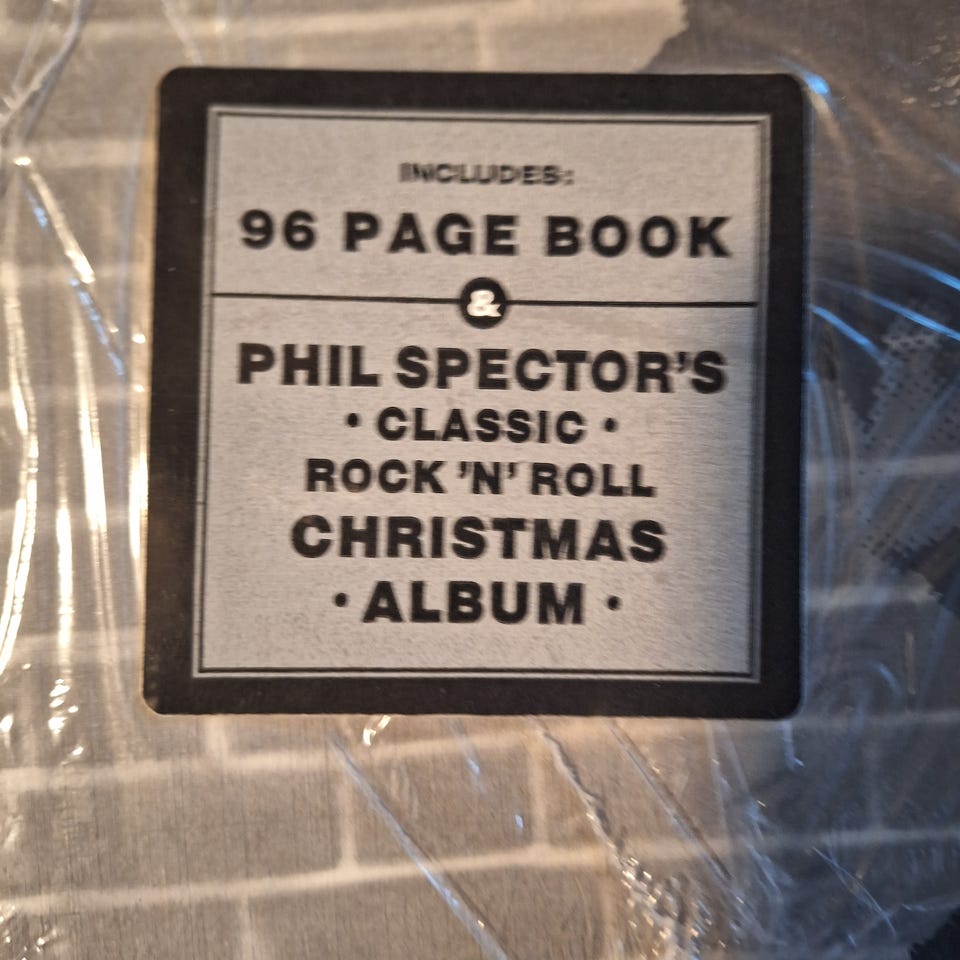 INCLUDES:
96 PAGE BOOK
&
PHIL SPECTOR'S
• CLASSIC •
ROCK 'N' ROLL
CHRISTMAS
• ALBUM •